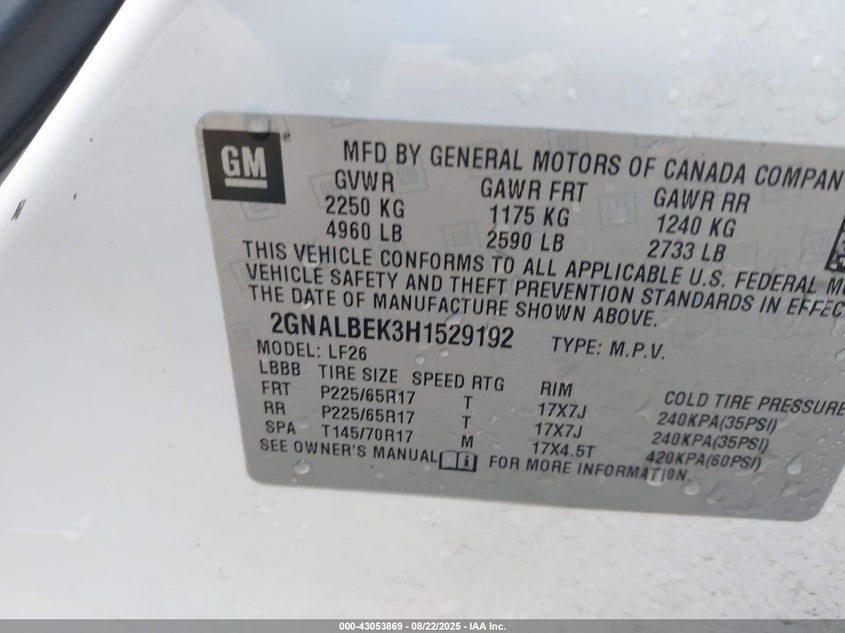 GM
MFD BY GENERAL MOTORS OF CANADA COMPAN
GVWR GAWR FRT GAWR RR
2250 KG 1175 KG 1240 KG
4960 LB 2590 LB 2733 LB
THIS VEHICLE CONFORMS TO ALL APPLICABLE U.S. FEDERAL MO
VEHICLE SAFETY AND THEFT PREVENTION STANDARDS IN EFFEC
THE DATE OF MANUFACTURE SHOWN ABOVE.
2GNALBEK3H1529192 TYPE: M.P.V.
MODEL: LF26
LBBB TIRE SIZE SPEED RTG RIM COLD TIRE PRESSURE
FRT P225/65R17 T 17X7J 240KPA(35PSI)
RR P225/65R17 T 17X7J 240KPA(35PSI)
SPA T145/70R17 M 17X4.5T 420KPA(60PSI)
SEE OWNER'S MANUAL FOR MORE INFORMATION
000-43053869 - 08/22/2025 - IAA Inc.